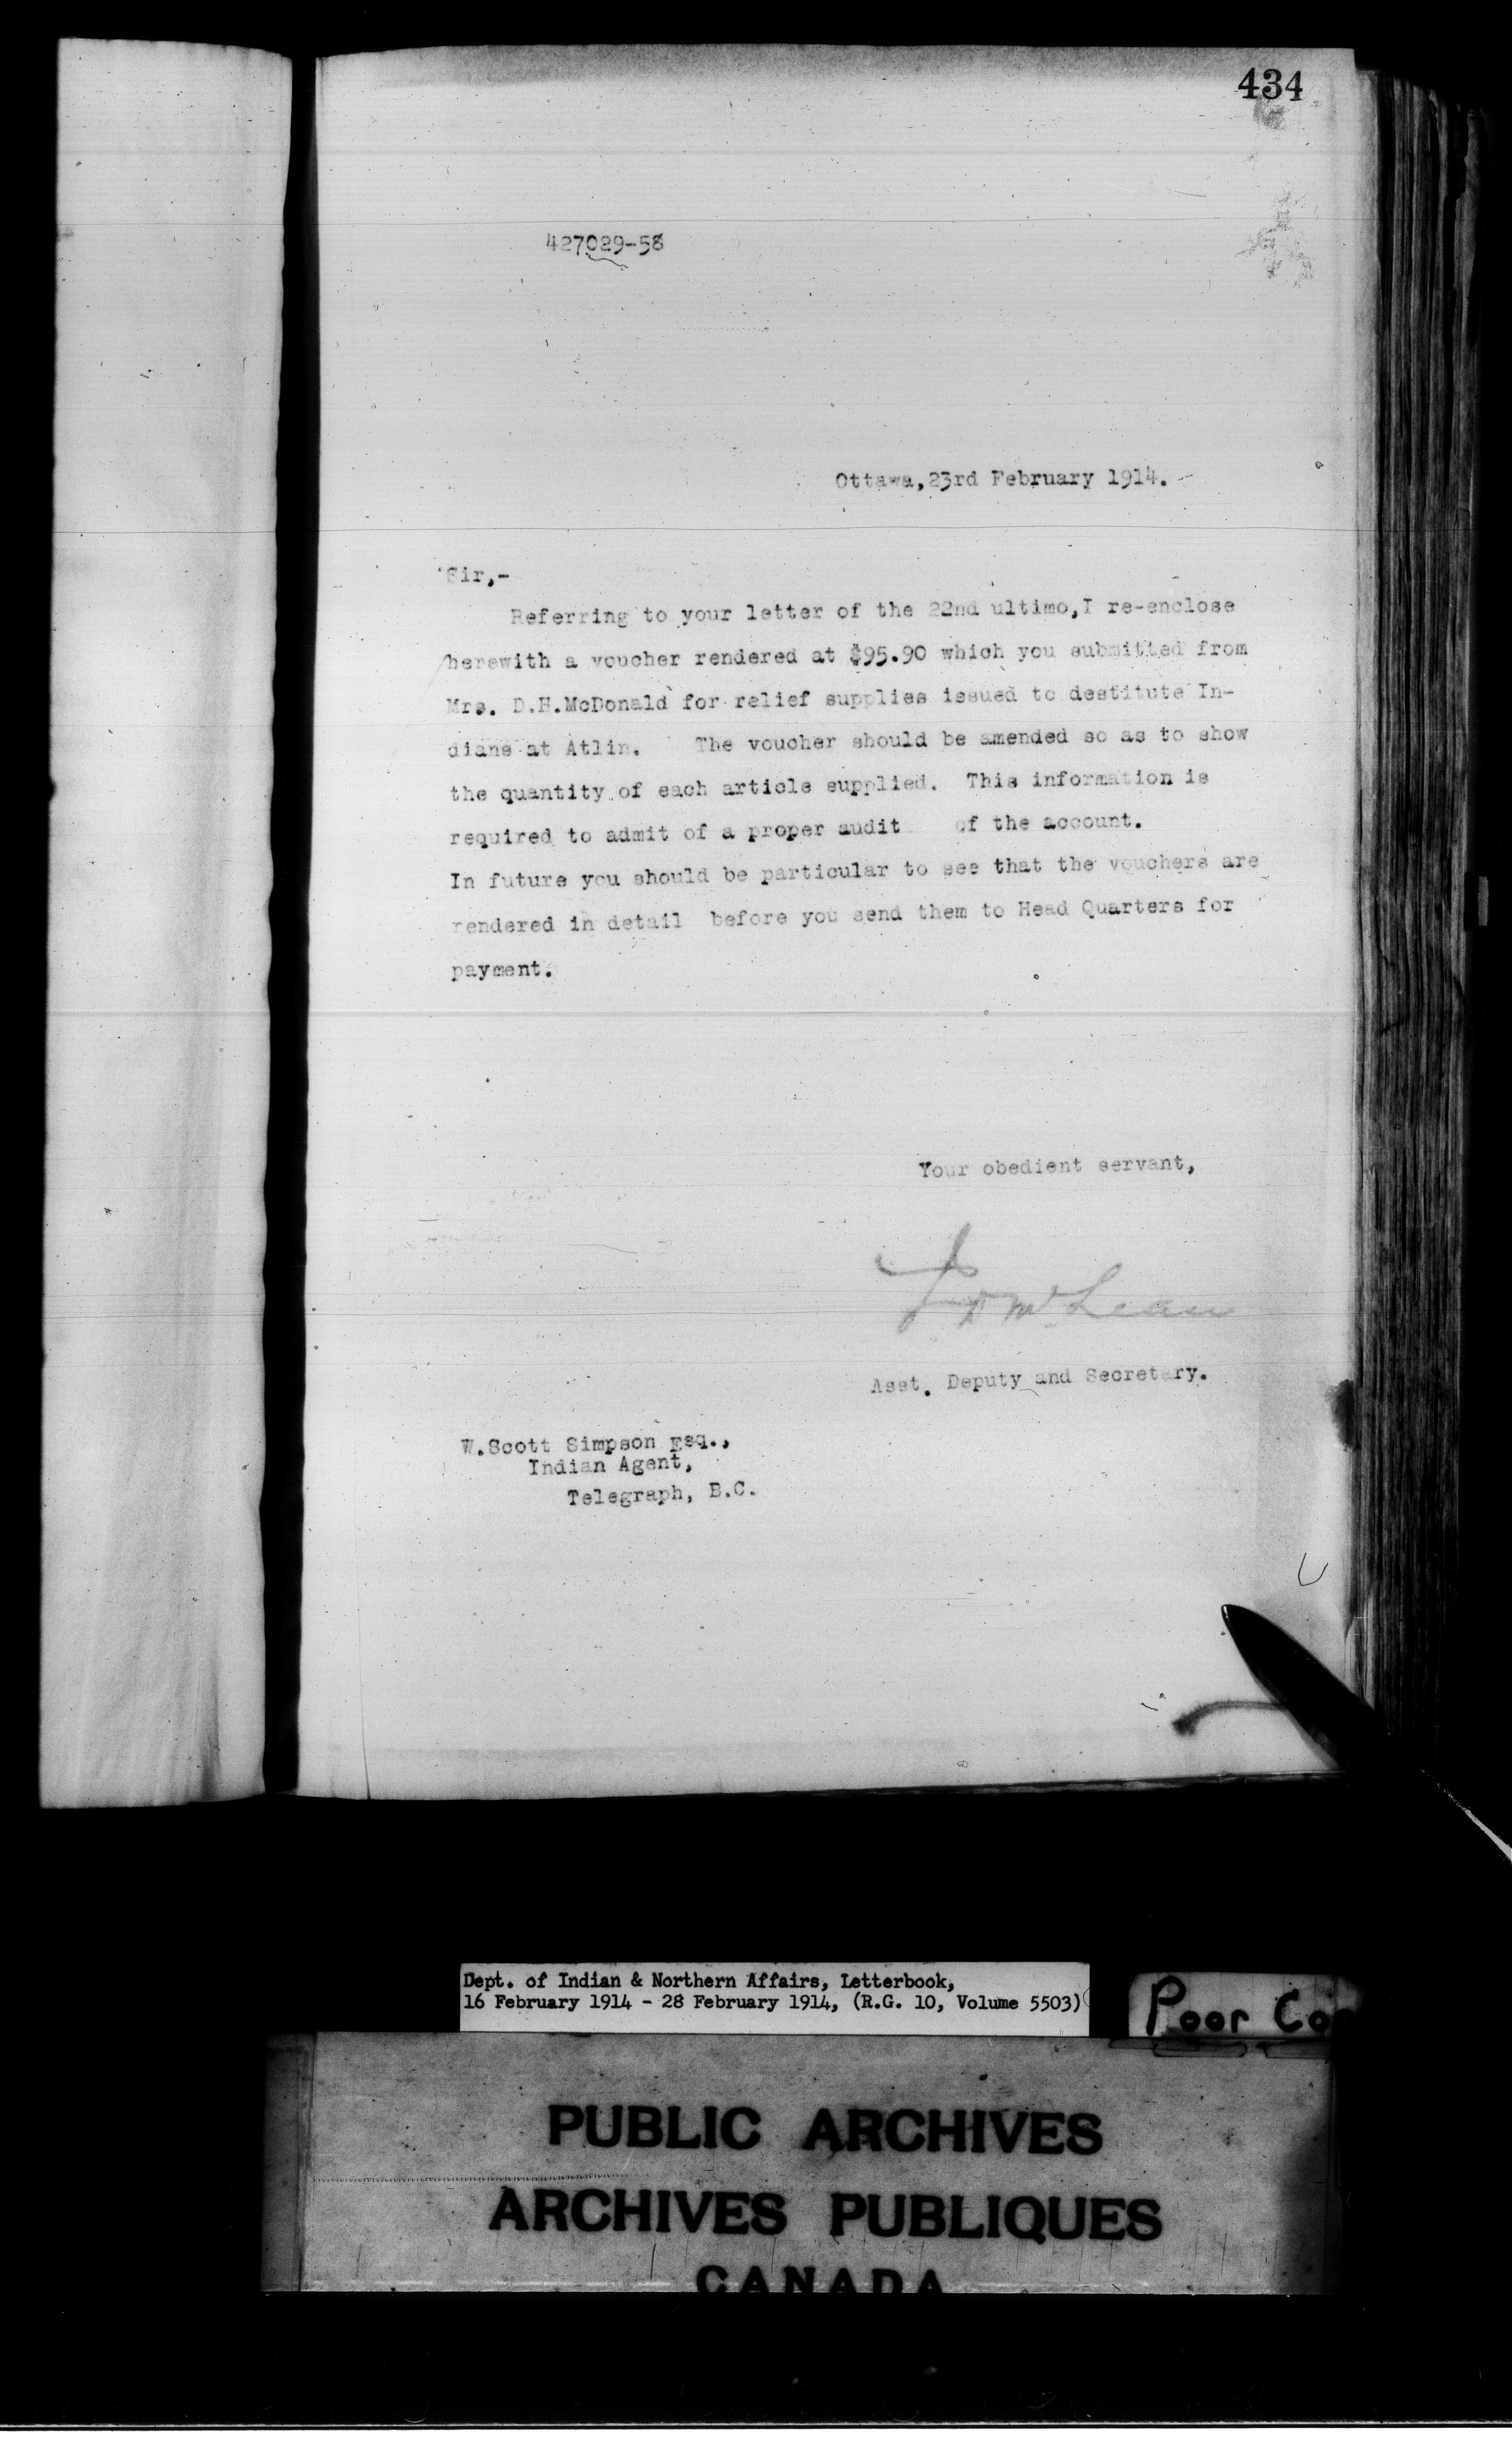 434
427029-58
Ottawa, 23rd February 1914.
Sir,-
Referring to your letter of the 22nd ultimo, I re-enclose
herewith a voucher rendered at $95.90 which you submitted from
Mrs. D.H.McDonald for relief supplies issued to destitute In-
dians at Atlin. The voucher should be amended so as to show
the quantity of each article supplied. This information is
required to admit of a proper audit of the account.
In future you should be particular to see that the vouchers are
rendered in detail before you send them to Head Quarters for
payment.
Your obedient servant,
J D McLean
Asst. Deputy and Secretary.
W.Scott Simpson Esq.,
Indian Agent,
Telegraph, B.C.
Dept. of Indian & Northern Affairs, Letterbook,
16 February 1914 - 28 February 1914, (R.G. 10, Volume 5503)
Poor Co
PUBLIC ARCHIVES
ARCHIVES PUBLIQUES
CANADA